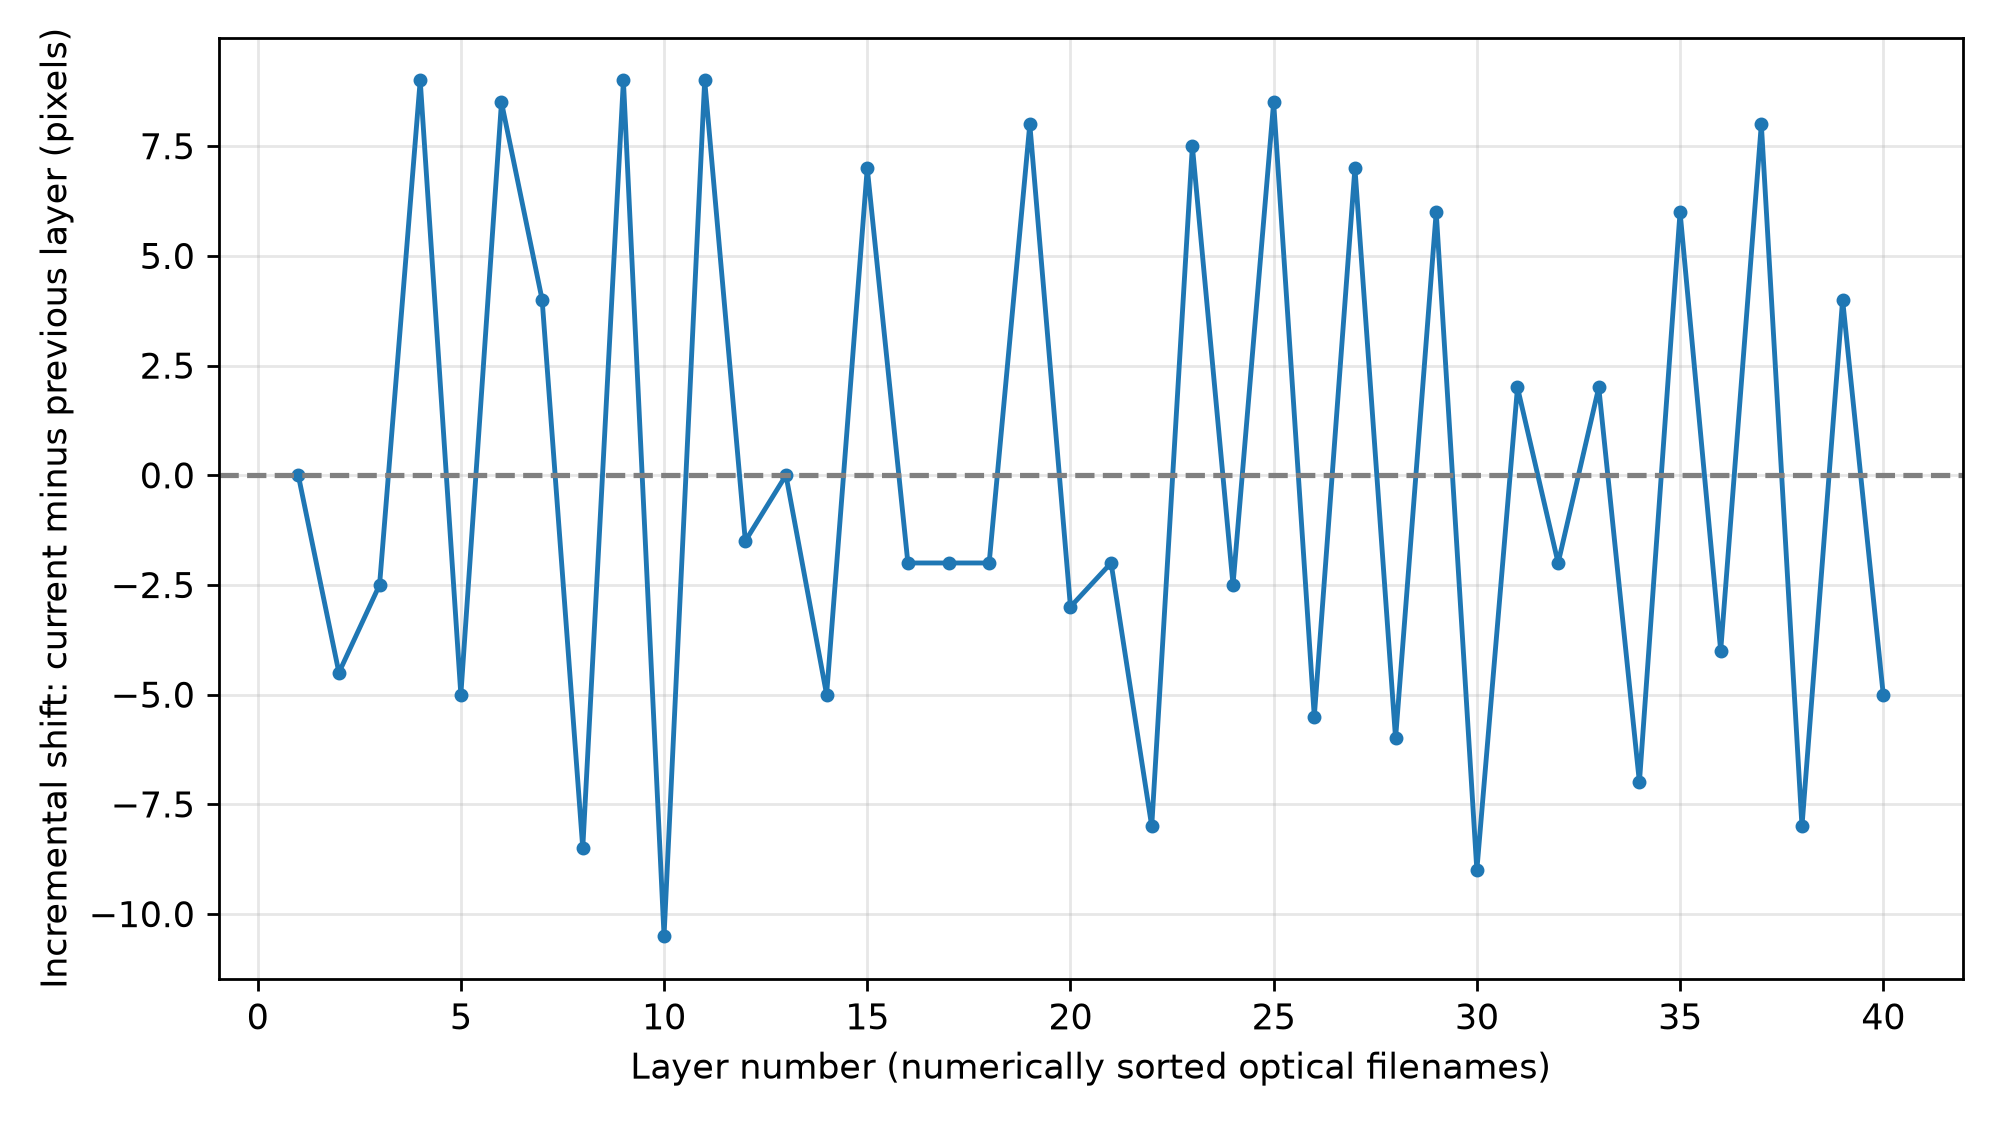 Incremental shift: current minus previous layer (pixels)
7.5
5.0
2.5
0.0
−2.5
−5.0
−7.5
−10.0
0 5 10 15 20 25 30 35 40
Layer number (numerically sorted optical filenames)